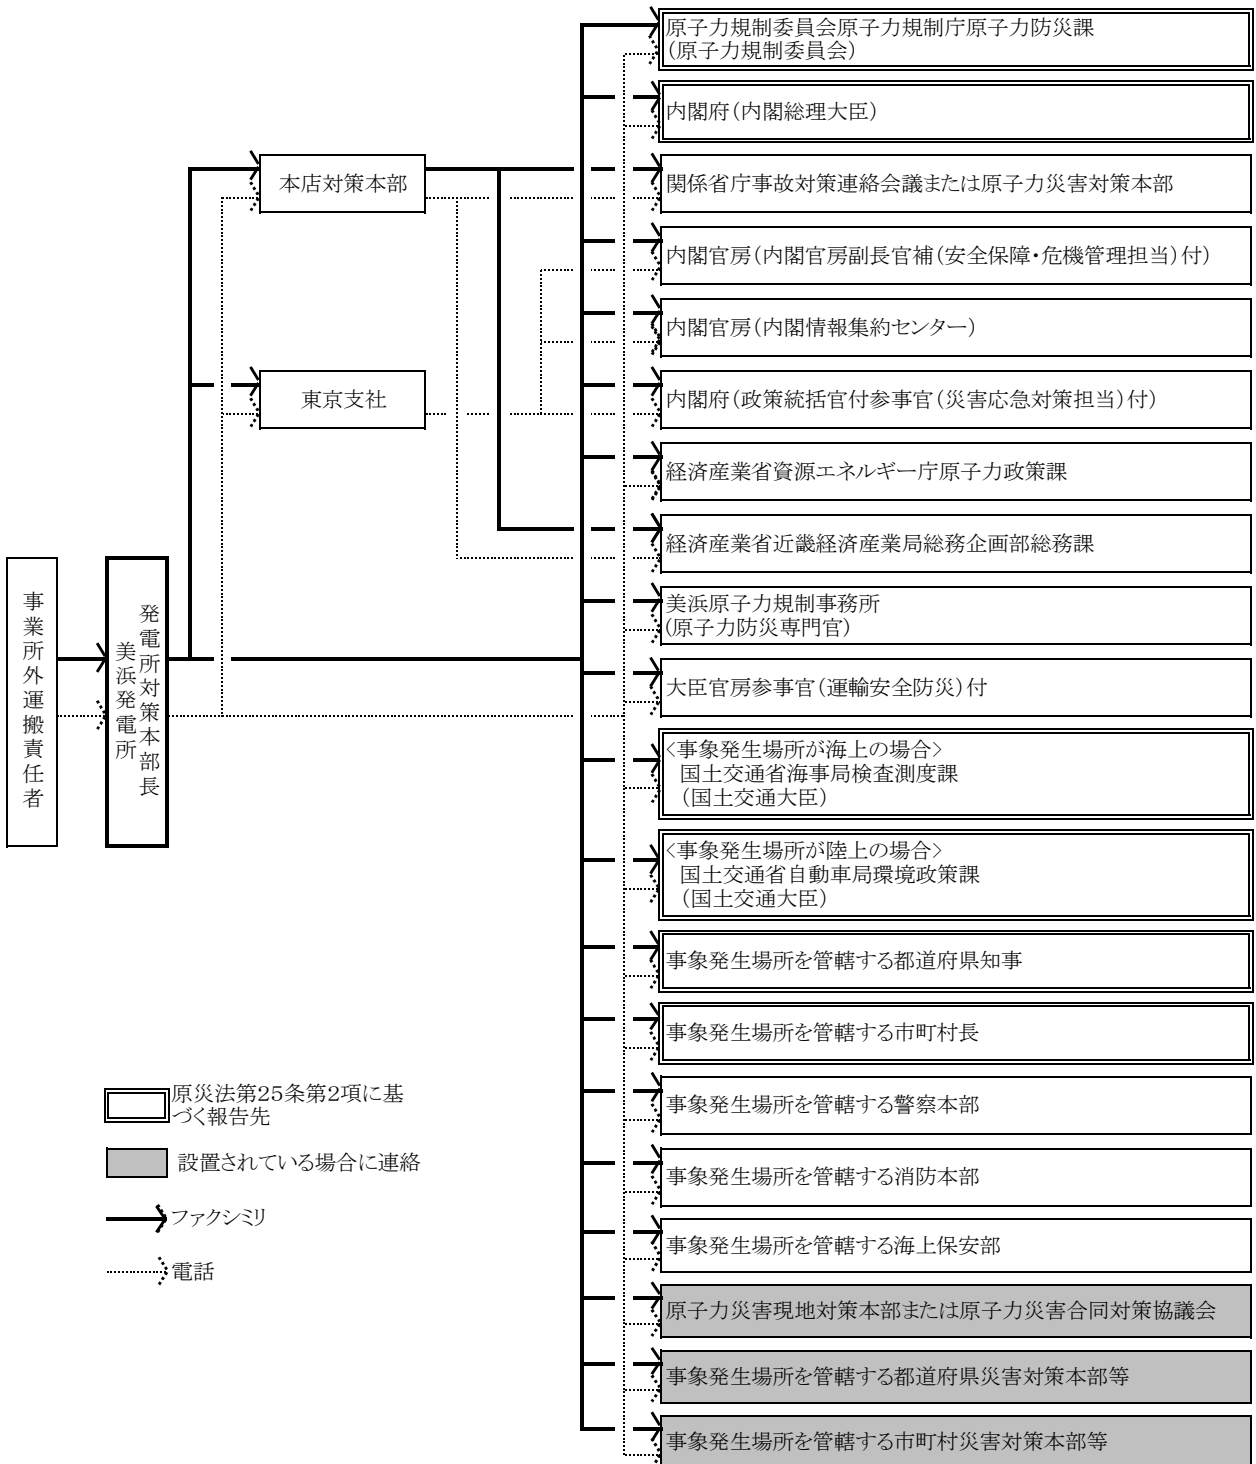 原子力規制委員会原子力規制庁原子力防災課
(原子力規制委員会)
内閣府(内閣総理大臣)
本店対策本部
関係省庁事故対策連絡会議または原子力災害対策本部
内閣官房(内閣官房副長官補(安全保障・危機管理担当)付)
内閣官房(内閣情報集約センター)
東京支社
内閣府(政策統括官付参事官(災害応急対策担当)付)
経済産業省資源エネルギー庁原子力政策課
経済産業省近畿経済産業局総務企画部総務課
事業所外運搬責任者
発電所対策本部長
美浜発電所
美浜原子力規制事務所
(原子力防災専門官)
大臣官房参事官(運輸安全防災)付
<事象発生場所が海上の場合>
国土交通省海事局検査測度課
(国土交通大臣)
<事象発生場所が陸上の場合>
国土交通省自動車局環境政策課
(国土交通大臣)
事象発生場所を管轄する都道府県知事
事象発生場所を管轄する市町村長
事象発生場所を管轄する警察本部
事象発生場所を管轄する消防本部
事象発生場所を管轄する海上保安部
原子力災害現地対策本部または原子力災害合同対策協議会
事象発生場所を管轄する都道府県災害対策本部等
事象発生場所を管轄する市町村災害対策本部等
原災法第25条第2項に基
づく報告先
設置されている場合に連絡
ファクシミリ
電話